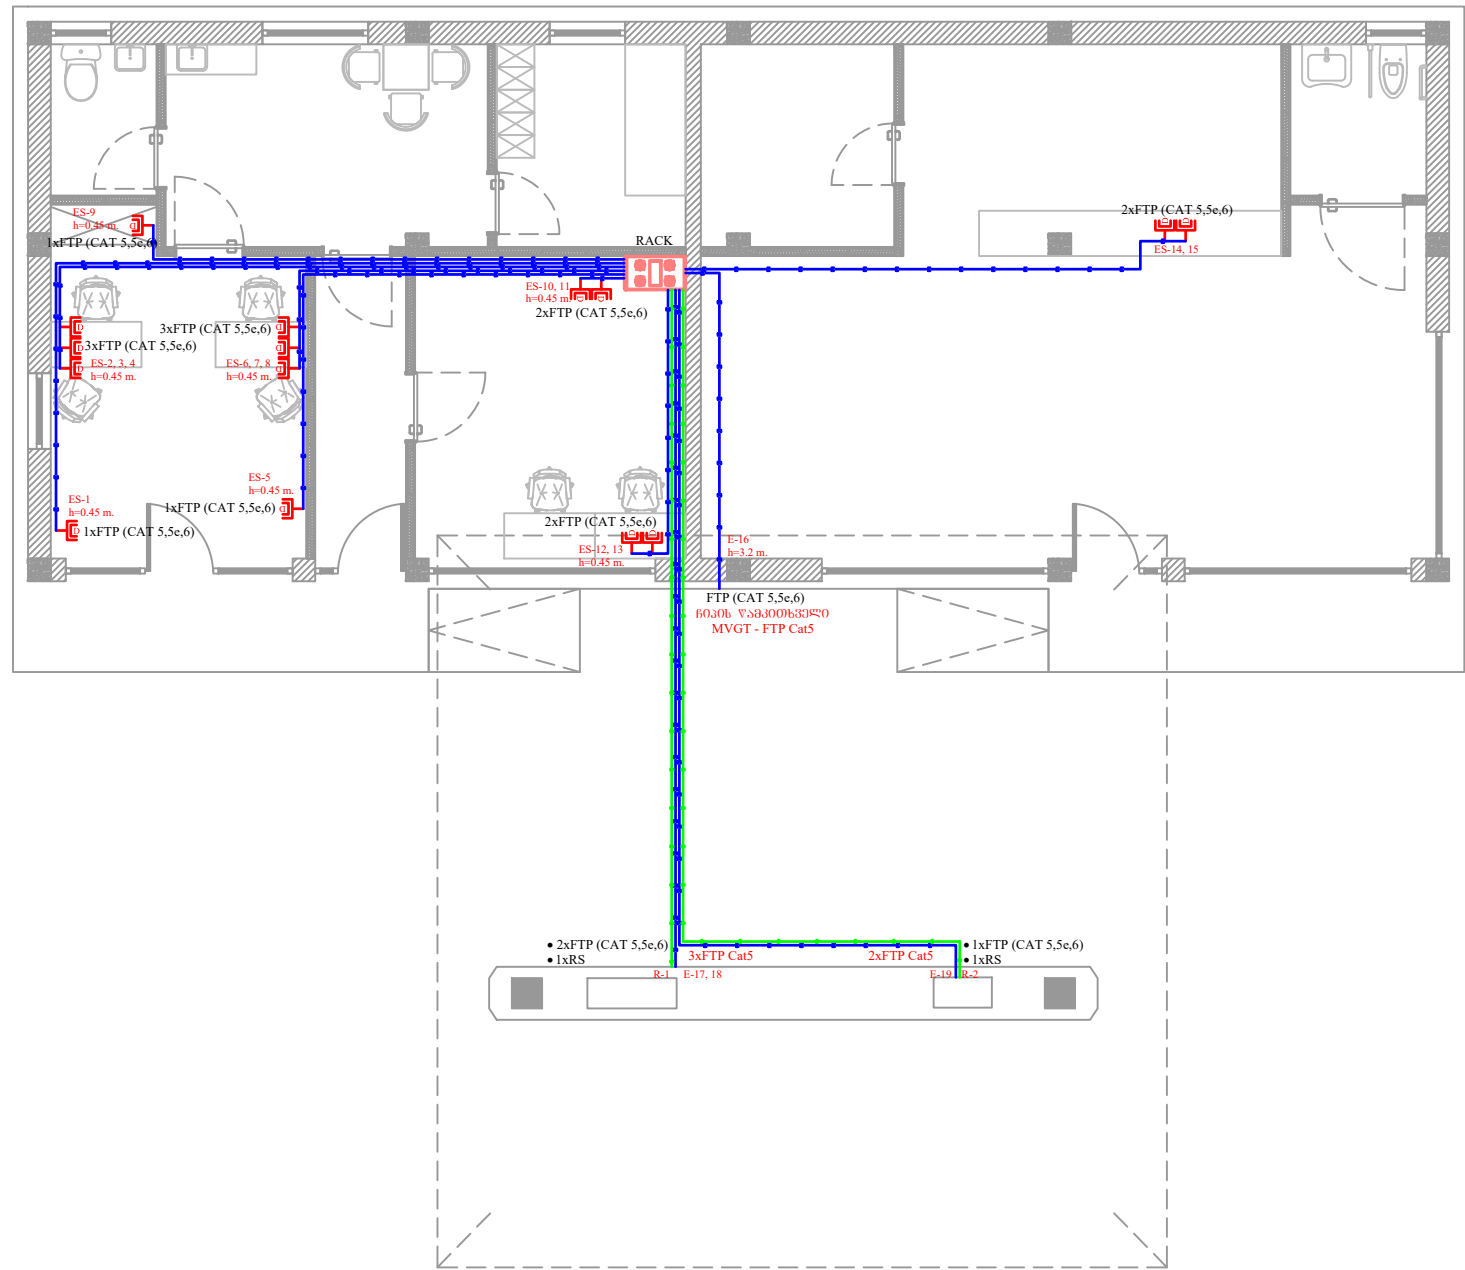 ES-9
h=0.45 m.
1xFTP (CAT 5,5e,6)
RACK
2xFTP (CAT 5,5e,6)
ES-14, 15
ES-10, 11
h=0.45 m.
2xFTP (CAT 5,5e,6)
3xFTP (CAT 5,5e,6)
3xFTP (CAT 5,5e,6)
ES-2, 3, 4
h=0.45 m.
ES-6, 7, 8
h=0.45 m.
ES-5
h=0.45 m.
1xFTP (CAT 5,5e,6)
ES-1
h=0.45 m.
1xFTP (CAT 5,5e,6)
2xFTP (CAT 5,5e,6)
ES-12, 13
h=0.45 m.
E-16
h=3.2 m.
FTP (CAT 5,5e,6)
ჩიპის წამკითხველი
MVGT - FTP Cat5
• 2xFTP (CAT 5,5e,6)
• 1xRS
3xFTP Cat5
2xFTP Cat5
• 1xFTP (CAT 5,5e,6)
• 1xRS
R-1
E-17, 18
E-19
R-2